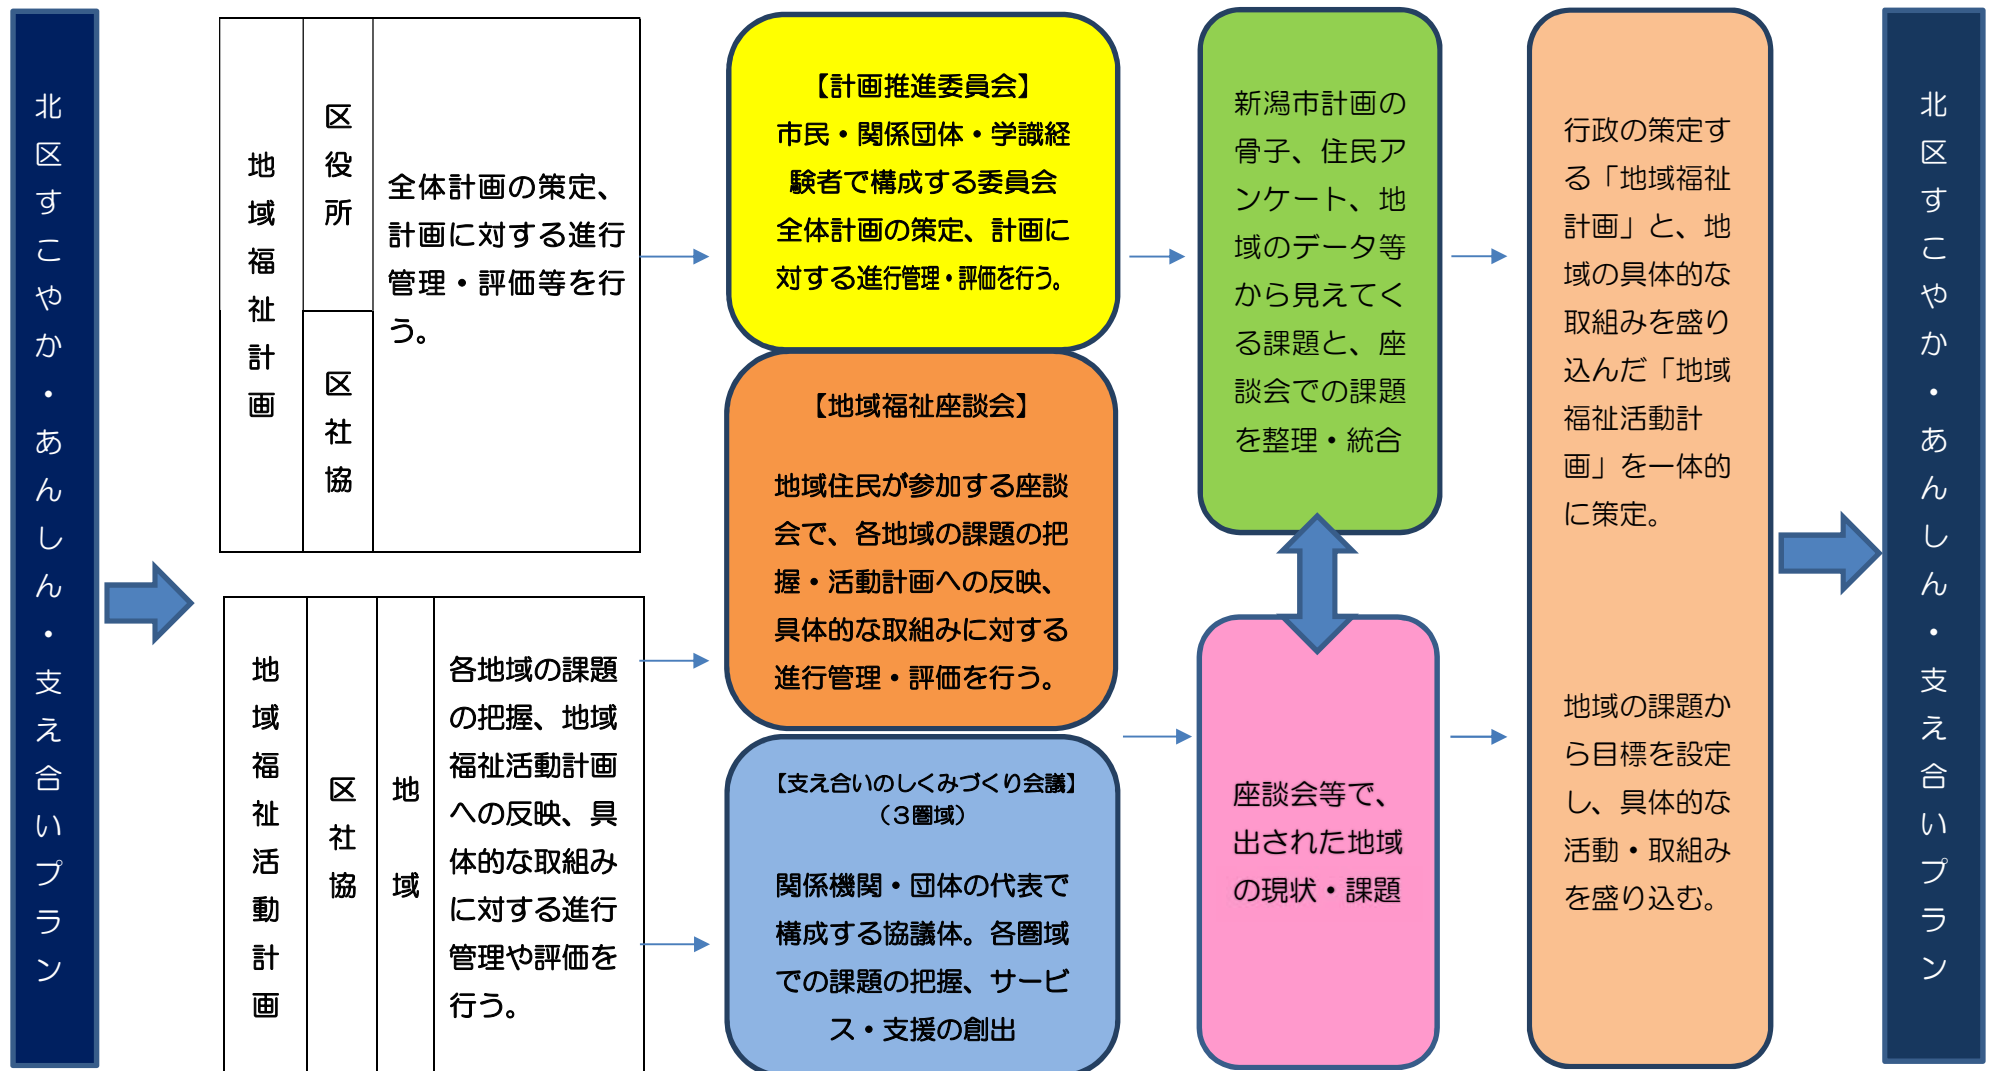 北区すこやか・あんしん・支え合いプラン
地域福祉計画
区役所
区社協
全体計画の策定、
計画に対する進行
管理・評価等を行
う。
地域福祉活動計画
区社協
地域
各地域の課題
の把握、地域
福祉活動計画
への反映、具
体的な取組み
に対する進行
管理や評価を
行う。
【計画推進委員会】
市民・関係団体・学識経
験者で構成する委員会
全体計画の策定、計画に
対する進行管理・評価を行う。
【地域福祉座談会】
地域住民が参加する座談
会で、各地域の課題の把
握・活動計画への反映、
具体的な取組みに対する
進行管理・評価を行う。
【支え合いのしくみづくり会議】
（３圏域）
関係機関・団体の代表で
構成する協議体。各圏域
での課題の把握、サービ
ス・支援の創出
新潟市計画の
骨子、住民ア
ンケート、地
域のデータ等
から見えてく
る課題と、座
談会での課題
を整理・統合
座談会等で、
出された地域
の現状・課題
行政の策定す
る「地域福祉
計画」と、地
域の具体的な
取組みを盛り
込んだ「地域
福祉活動計
画」を一体的
に策定。
地域の課題か
ら目標を設定
し、具体的な
活動・取組み
を盛り込む。
北区すこやか・あんしん・支え合いプラン